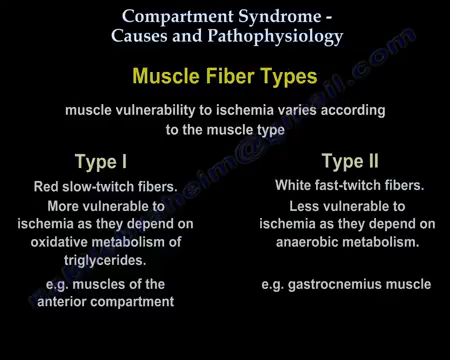 Compartment Syndrome -
Causes and Pathophysiology
Muscle Fiber Types
muscle vulnerability to ischemia varies according
to the muscle type
Type I
Red slow-twitch fibers.
More vulnerable to
ischemia as they depend on
oxidative metabolism of
triglycerides.
e.g. muscles of the
anterior compartment
Type II
White fast-twitch fibers.
Less vulnerable to
ischemia as they depend on
anaerobic metabolism.
e.g. gastrocnemius muscle